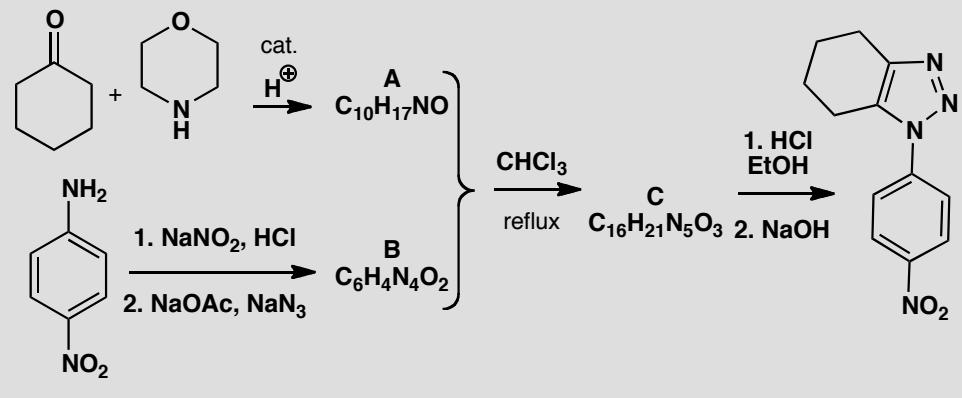 O
+
O
N
H
cat.
H⊕
A
C₁₀H₁₇NO
NH₂
NO₂
1. NaNO₂, HCl
2. NaOAc, NaN₃
B
C₆H₄N₄O₂
CHCl₃
reflux
C
C₁₆H₂₁N₅O₃
1. HCl
EtOH
2. NaOH
N
N
N
NO₂